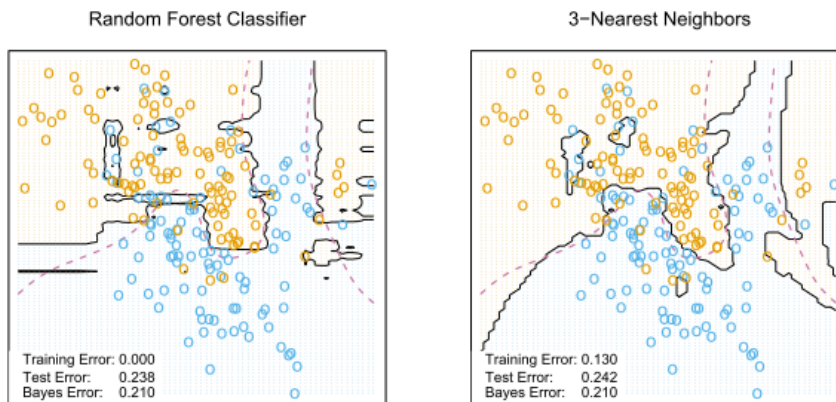 Random Forest Classifier
3−Nearest Neighbors
Training Error: 0.000
Test Error: 0.238
Bayes Error: 0.210
Training Error: 0.130
Test Error: 0.242
Bayes Error: 0.210